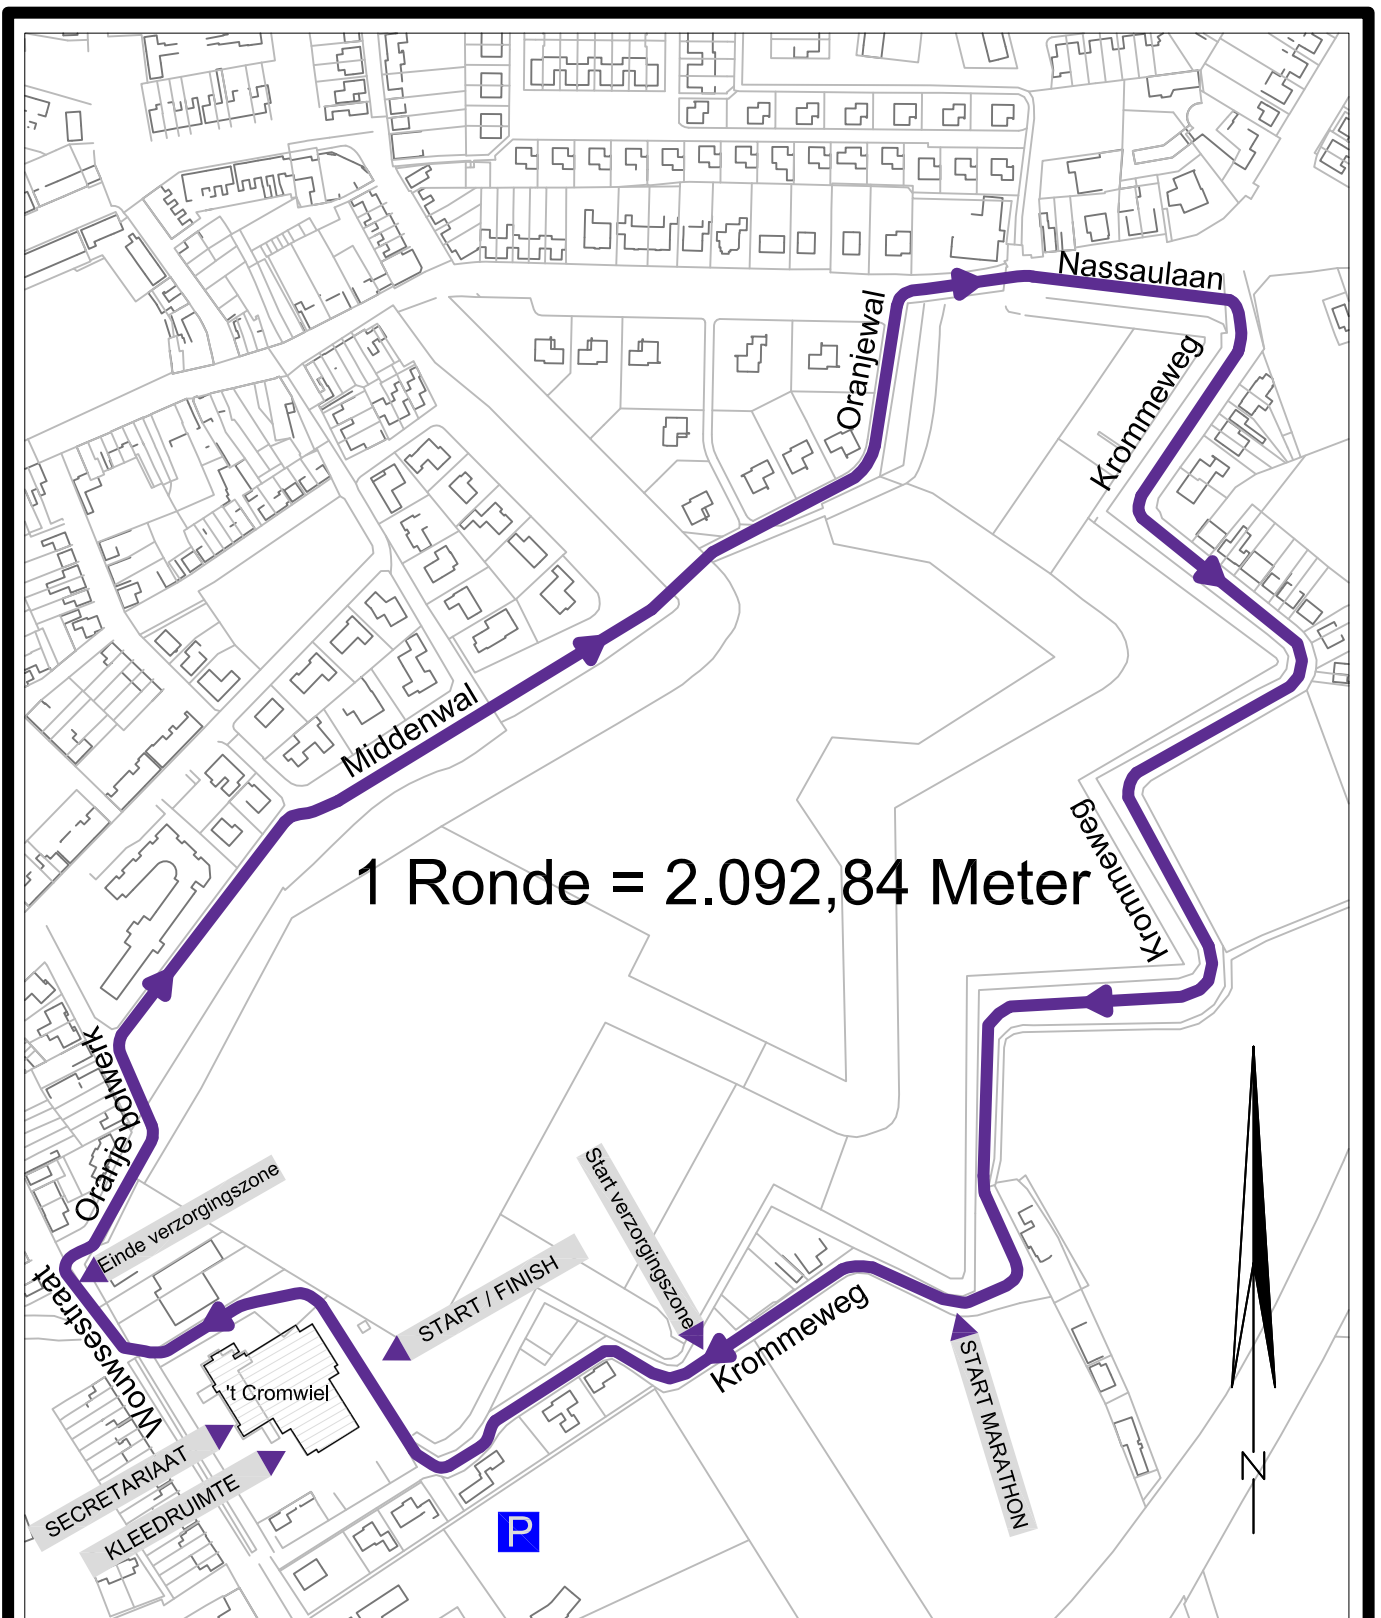 Nassaulaan
Oranjewal
Krommeweg
Middenwal
1 Ronde = 2.092,84 Meter
Krommeweg
Oranje bolwerk
Einde verzorgingszone
Start verzorgingszone
START / FINISH
Wouwsestraat
Krommeweg
't Cromwiel
START MARATHON
SECRETARIAAT
KLEEDRUIMTE
P
N